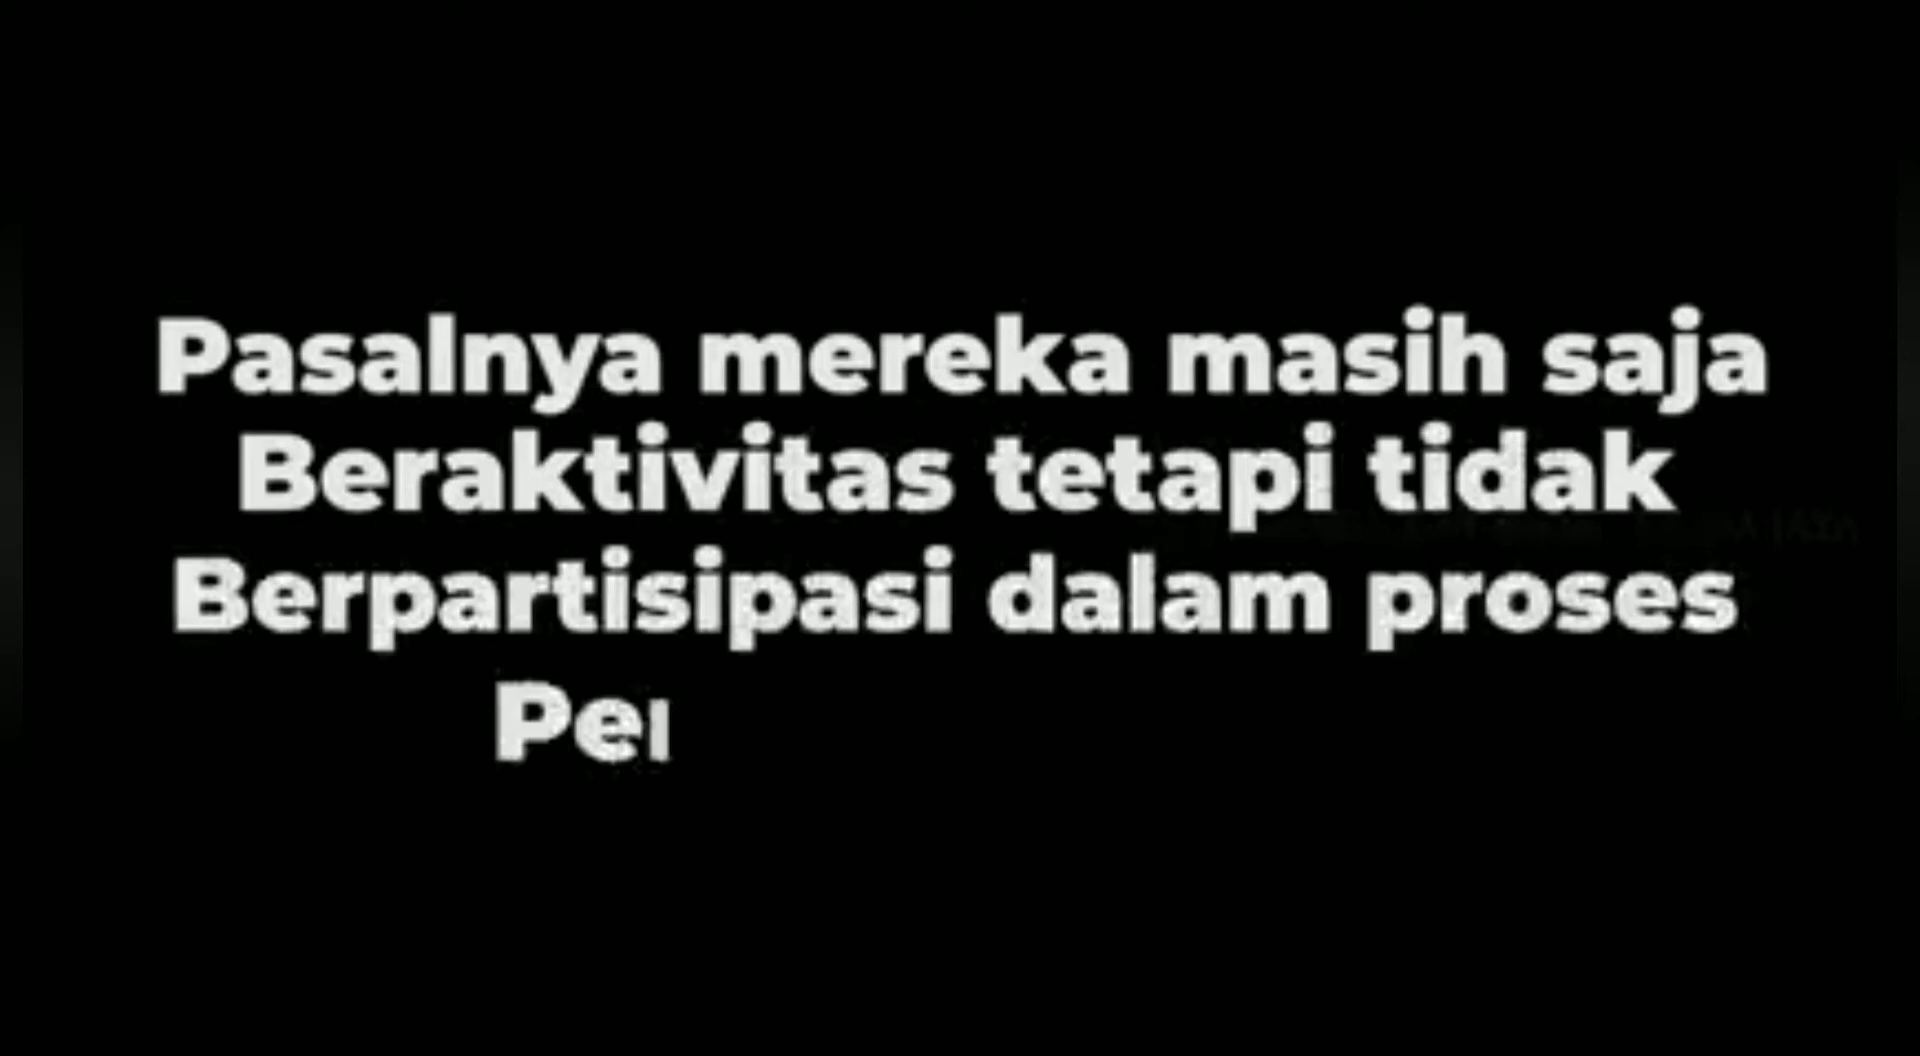 Pasalnya mereka masih saja
Beraktivitas tetapi tidak
Berpartisipasi dalam proses